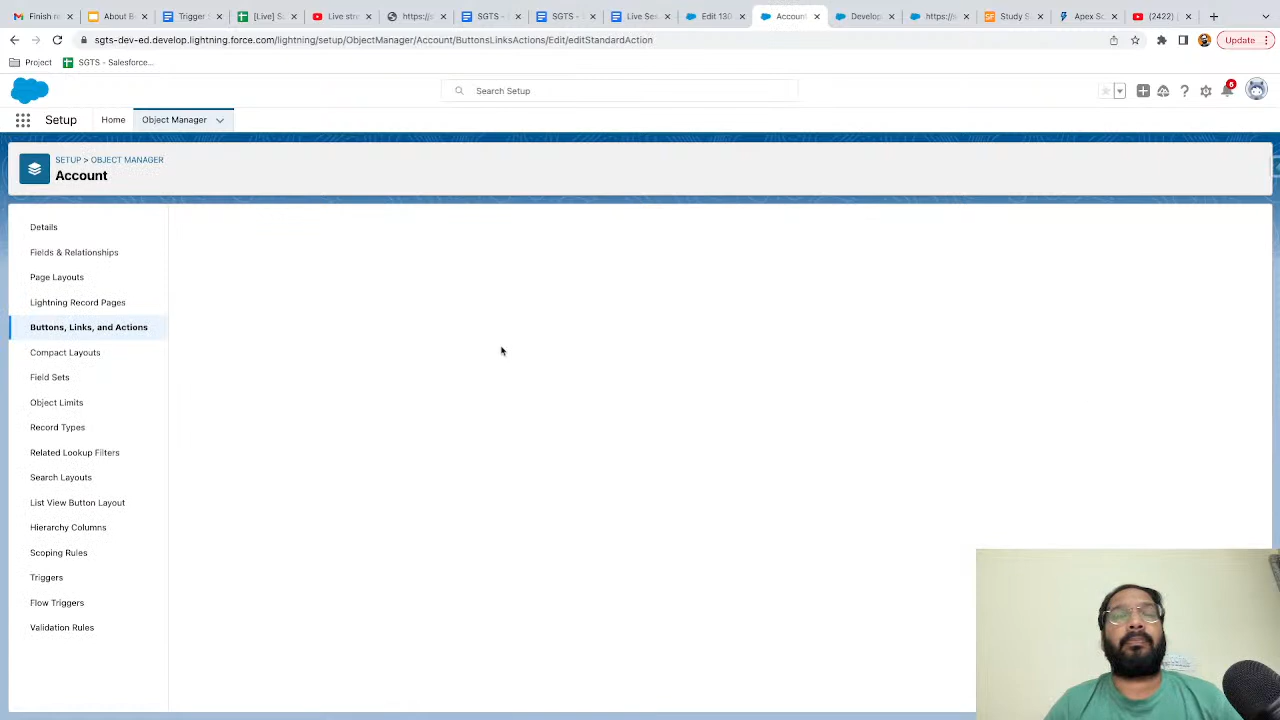 Finish re
About B
Trigger
[Live] S
Live stre
https://s
SGTS -
SGTS -
Live Ses
Edit 130
Account
Develop
https://s
Study S
Apex Sc
(2422)
sgts-dev-ed.develop.lightning.force.com/lightning/setup/ObjectManager/Account/ButtonsLinksActions/Edit/editStandardAction
Update
Project
SGTS - Salesforce...
Search Setup
Setup
Home
Object Manager
SETUP > OBJECT MANAGER
Account
Details
Fields & Relationships
Page Layouts
Lightning Record Pages
Buttons, Links, and Actions
Compact Layouts
Field Sets
Object Limits
Record Types
Related Lookup Filters
Search Layouts
List View Button Layout
Hierarchy Columns
Scoping Rules
Triggers
Flow Triggers
Validation Rules